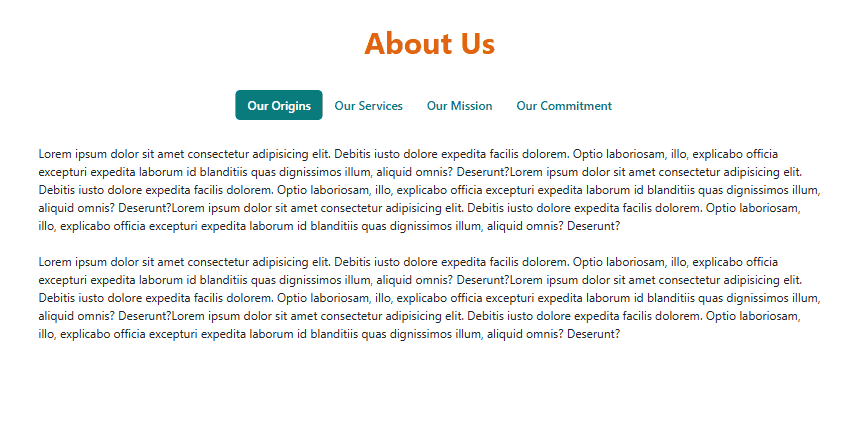 About Us
Our Origins
Our Services
Our Mission
Our Commitment
Lorem ipsum dolor sit amet consectetur adipisicing elit. Debitis iusto dolore expedita facilis dolorem. Optio laboriosam, illo, explicabo officia
excepturi expedita laborum id blanditiis quas dignissimos illum, aliquid omnis? Deserunt?Lorem ipsum dolor sit amet consectetur adipisicing elit.
Debitis iusto dolore expedita facilis dolorem. Optio laboriosam, illo, explicabo officia excepturi expedita laborum id blanditiis quas dignissimos illum,
aliquid omnis? Deserunt?Lorem ipsum dolor sit amet consectetur adipisicing elit. Debitis iusto dolore expedita facilis dolorem. Optio laboriosam,
illo, explicabo officia excepturi expedita laborum id blanditiis quas dignissimos illum, aliquid omnis? Deserunt?
Lorem ipsum dolor sit amet consectetur adipisicing elit. Debitis iusto dolore expedita facilis dolorem. Optio laboriosam, illo, explicabo officia
excepturi expedita laborum id blanditiis quas dignissimos illum, aliquid omnis? Deserunt?Lorem ipsum dolor sit amet consectetur adipisicing elit.
Debitis iusto dolore expedita facilis dolorem. Optio laboriosam, illo, explicabo officia excepturi expedita laborum id blanditiis quas dignissimos illum,
aliquid omnis? Deserunt?Lorem ipsum dolor sit amet consectetur adipisicing elit. Debitis iusto dolore expedita facilis dolorem. Optio laboriosam,
illo, explicabo officia excepturi expedita laborum id blanditiis quas dignissimos illum, aliquid omnis? Deserunt?